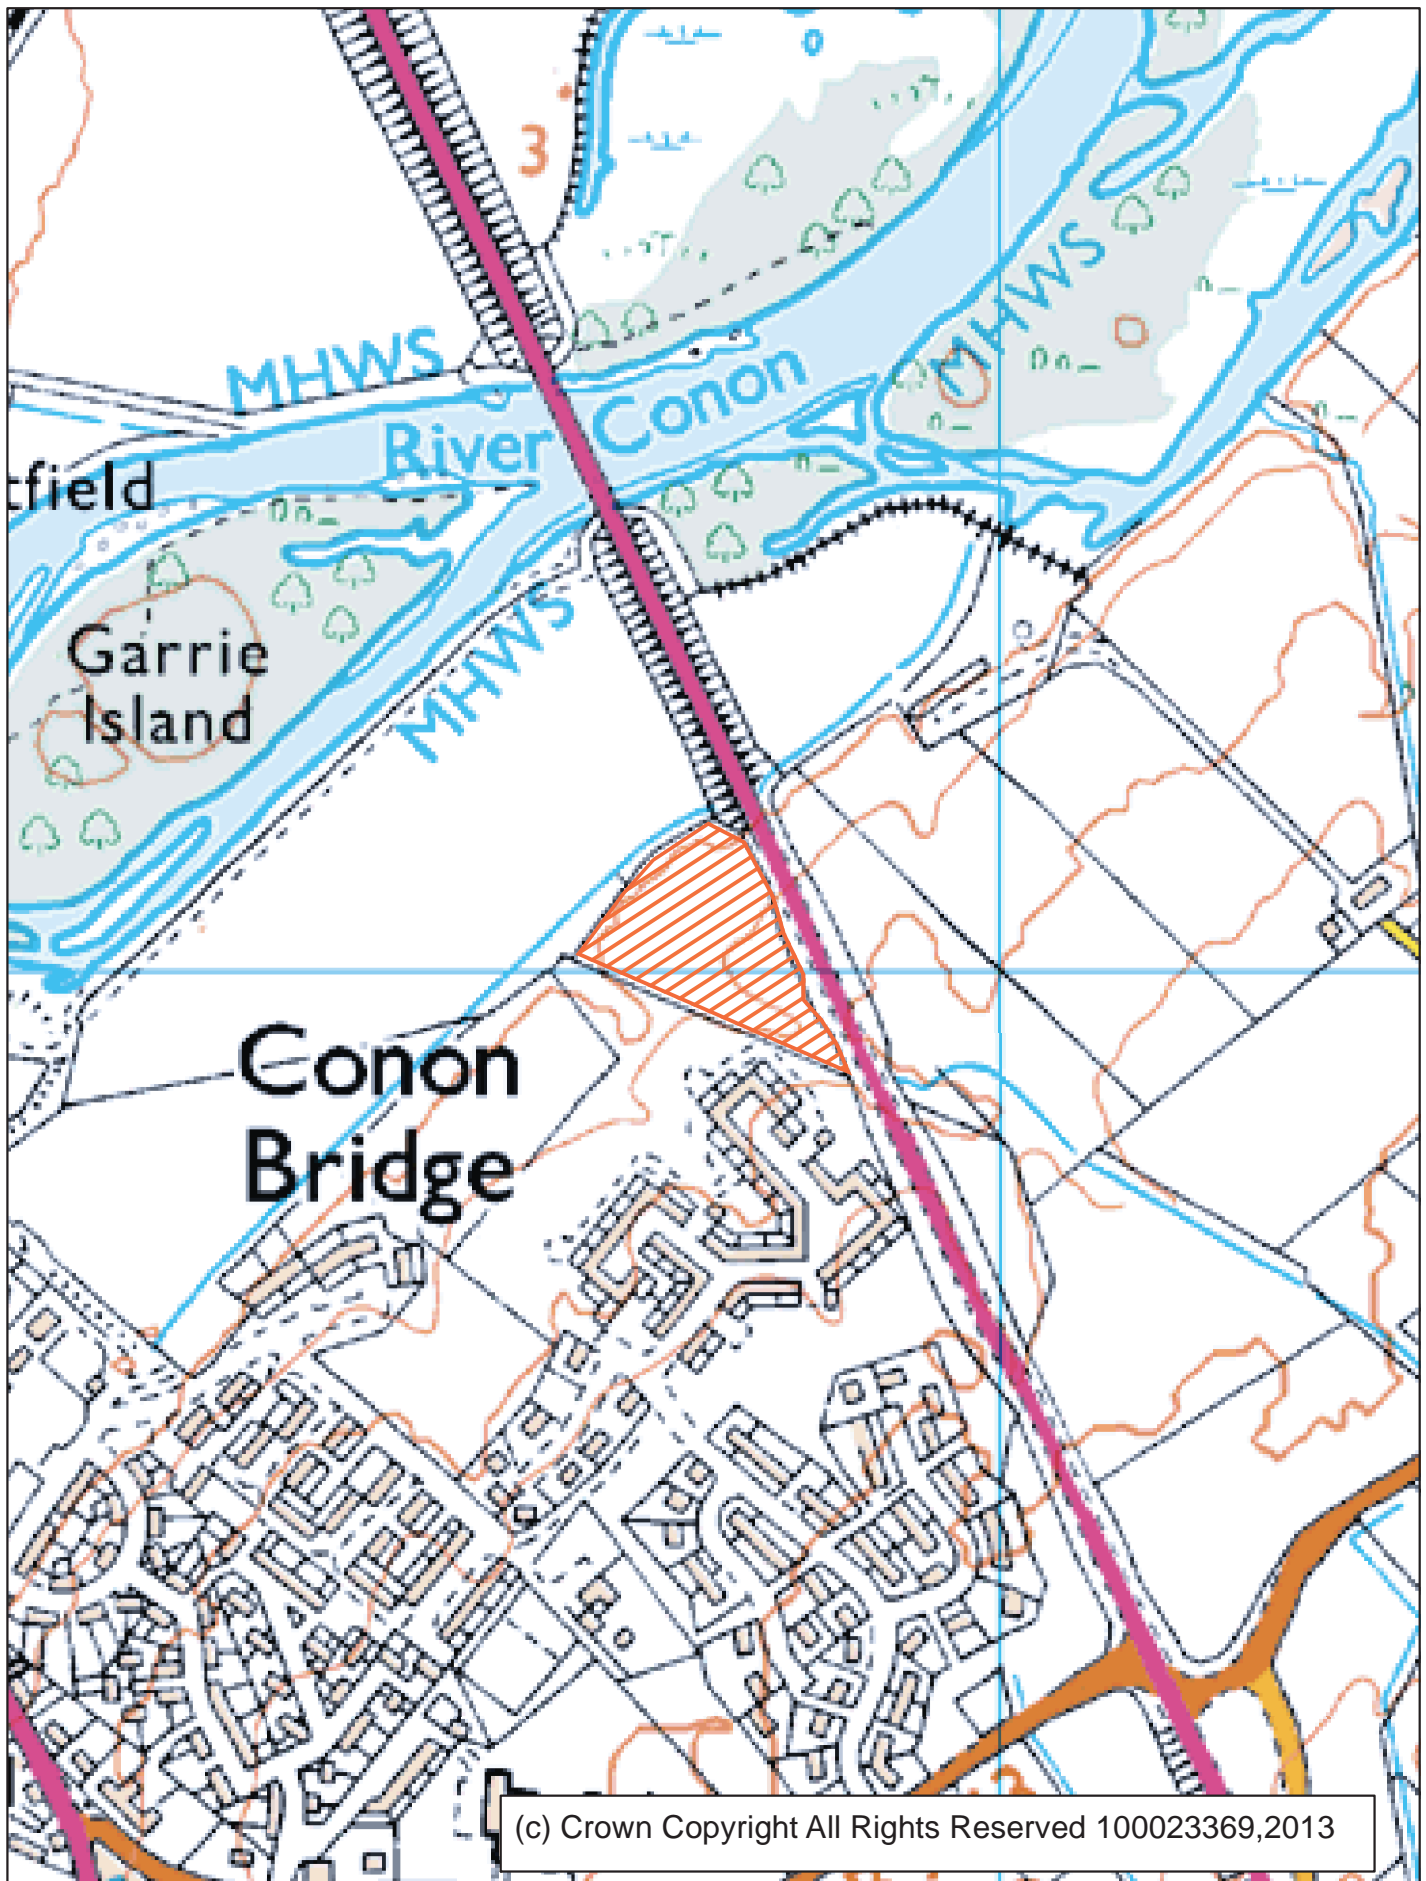 3
MHWS
MHWS
River Conon
tfield
Garrie
Island
MHWS
Conon
Bridge
(c) Crown Copyright All Rights Reserved 100023369,2013